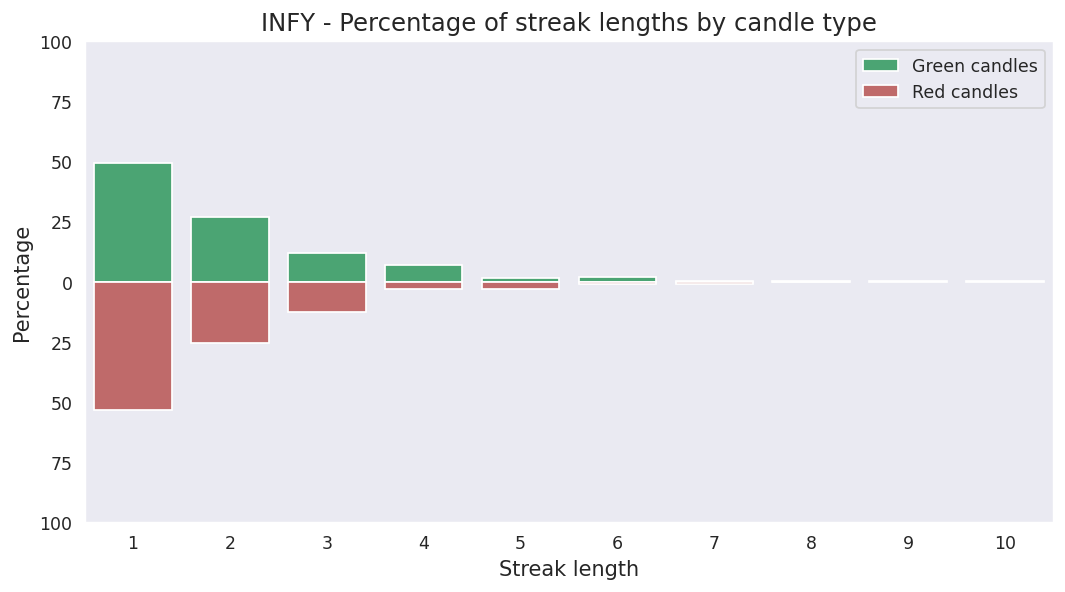 INFY - Percentage of streak lengths by candle type
Green candles
Red candles
Percentage
100
75
50
25
0
25
50
75
100
1 2 3 4 5 6 7 8 9 10
Streak length